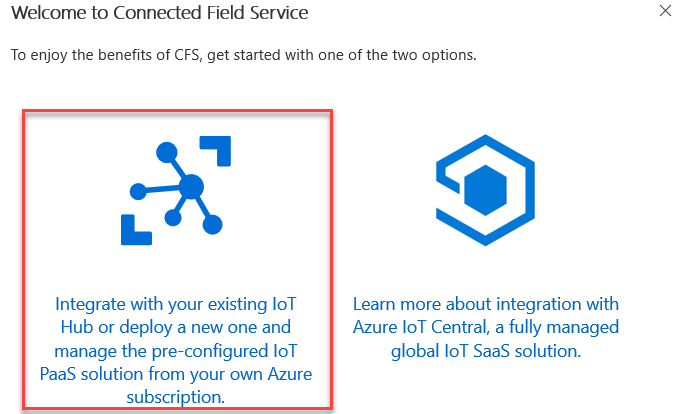 Welcome to Connected Field Service
To enjoy the benefits of CFS, get started with one of the two options.
Integrate with your existing IoT
Hub or deploy a new one and
manage the pre-configured IoT
PaaS solution from your own Azure
subscription.
Learn more about integration with
Azure IoT Central, a fully managed
global IoT SaaS solution.